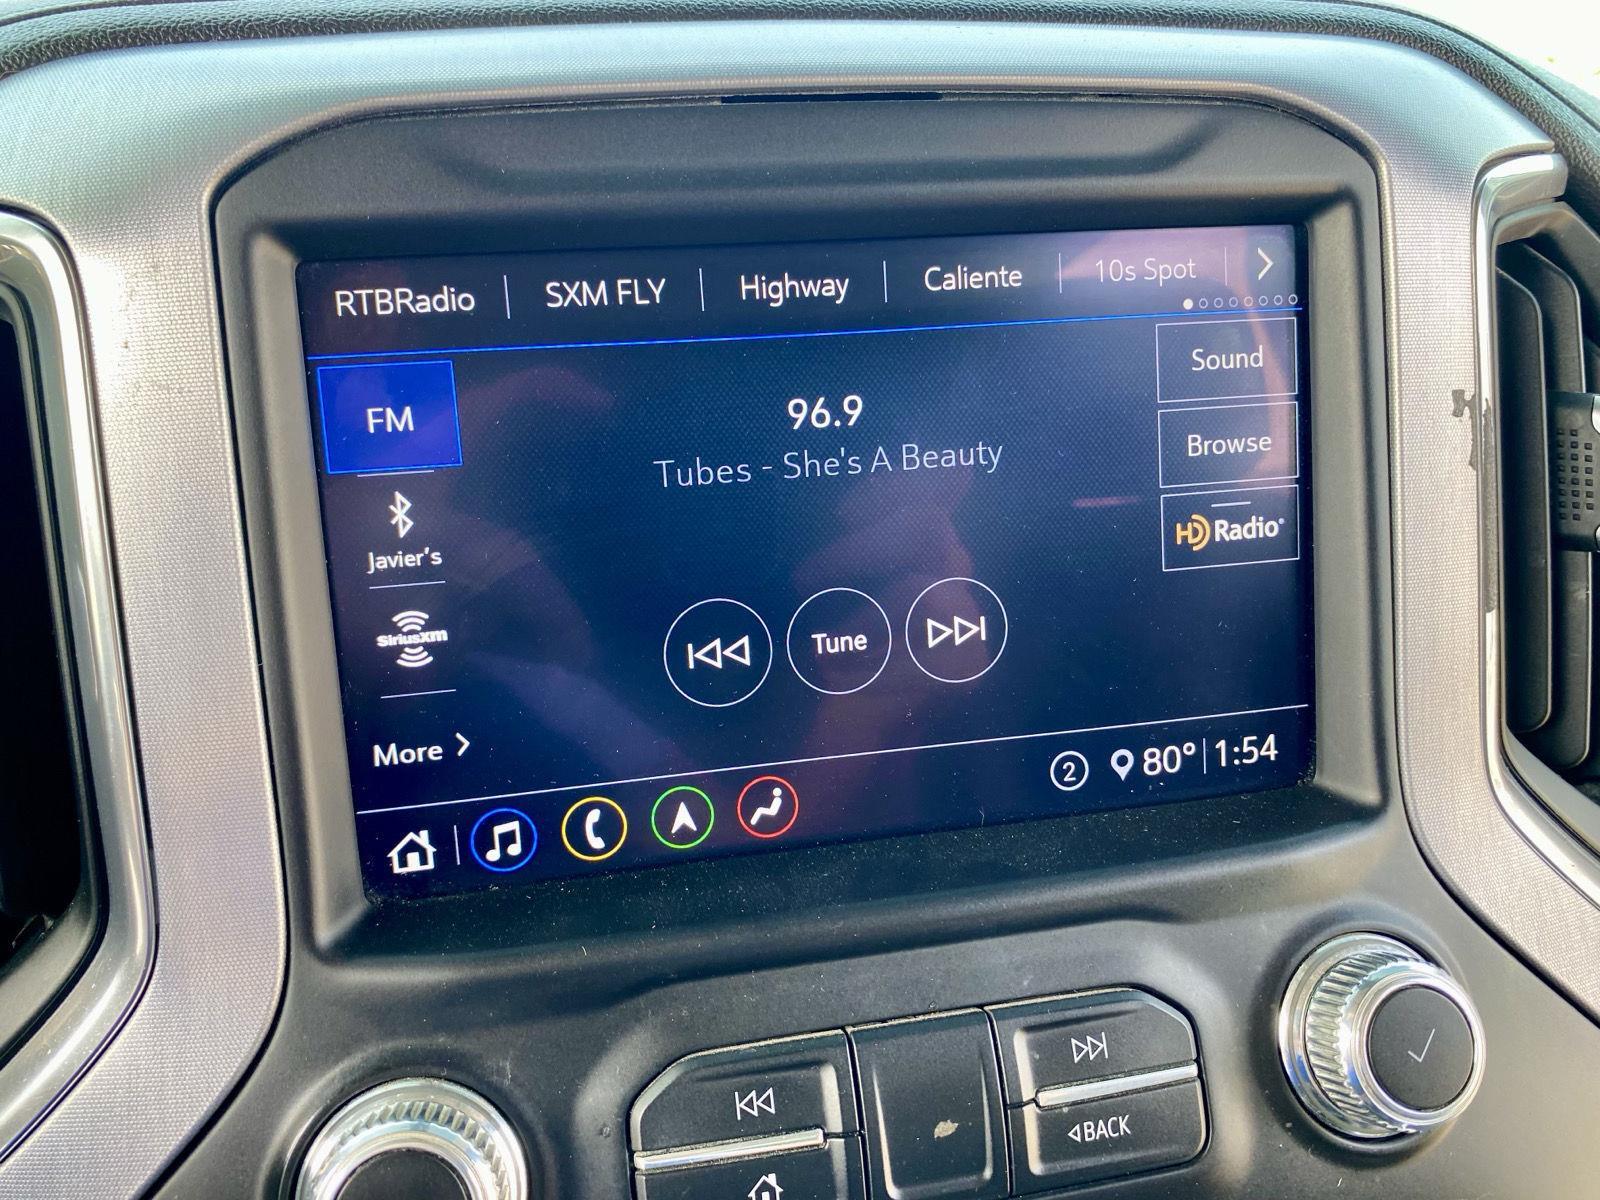 RTBRadio
SXM FLY
Highway
Caliente
10s Spot
FM
96.9
Tubes - She's A Beauty
Sound
Browse
HD Radio®
Javier's
SiriusXM
Tune
More
2
80° 1:54
BACK